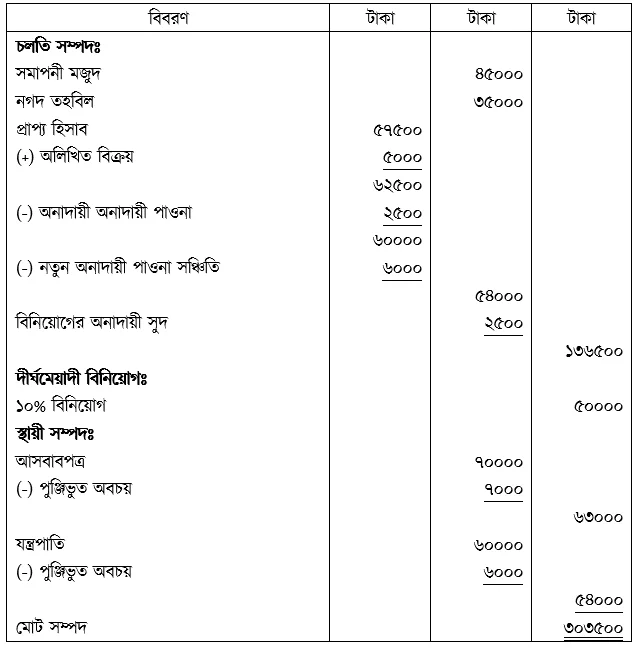 বিবরণ টাকা টাকা টাকা
চলতি সম্পদঃ
সমাপনী মজুদ ৪৫০০০
নগদ তহবিল ৩৫০০০
প্রাপ্য হিসাব ৫৭৫০০
(+) অলিখিত বিক্রয় ৫০০০
৬২৫০০
(-) অনাদায়ী অনাদায়ী পাওনা ২৫০০
৬০০০০
(-) নতুন অনাদায়ী পাওনা সঞ্চিতি ৬০০০
৫৪০০০
বিনিয়োগের অনাদায়ী সুদ ২৫০০
১৩৬৫০০
দীর্ঘমেয়াদী বিনিয়োগঃ
১০% বিনিয়োগ ৫০০০০
স্থায়ী সম্পদঃ
আসবাবপত্র ৭০০০০
(-) পুঞ্জিভুত অবচয় ৭০০০
৬৩০০০
যন্ত্রপাতি ৬০০০০
(-) পুঞ্জিভুত অবচয় ৬০০০
৫৪০০০
মোট সম্পদ ৩০৩৫০০